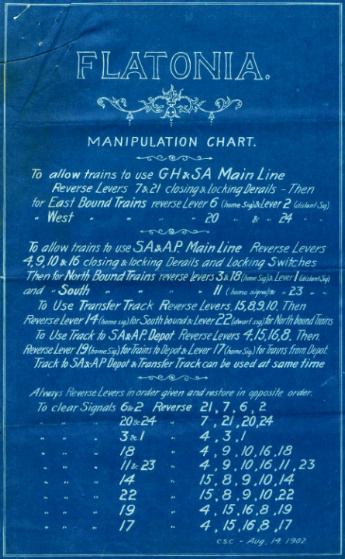 FLATONIA.
MANIPULATION CHART.
To allow trains to use GH&SA Main Line
Reverse Levers 7&21 closing & locking Derails - Then
for East Bound Trains reverse Lever 6 (home Sig) & Lever 2 (distant Sig)
" West " " " 20 " & " 24
To allow trains to use SA&AP. Main Line Reverse Levers
4,9,10 & 16 closing & locking Derails and Locking Switches
Then for North Bound Trains reverse levers 3&18 (home Sig) & Lever 1 (distant Sig)
and " South " " " " 11 (home signal) & " 23 " "
To Use Transfer Track Reverse Levers, 15,8,9,10, Then
Reverse Lever 14 (home sig) for South bound & Lever 22 (dwarf sig) for North bound Trains
To Use Track to SA&AP. Depot Reverse Levers 4,15,16,8, Then.
Reverse Lever 19 (home Sig) for Trains to Depot & Lever 17 (home Sig) for Trains from Depot.
Track to SA&AP Depot & Transfer Track can be used at same time
Always Reverse Levers in order given and restore in opposite order.
To clear Signals 6&2 Reverse 21, 7, 6, 2
" " " 20&24 " 7, 21, 20, 24
" " " 3&1 " 4, 3, 1
" " " 18 " 4, 9, 10, 16, 18
" " " 11&23 " 4, 9, 10, 16, 11, 23
" " " 14 " 15, 8, 9, 10, 14
" " " 22 " 15, 8, 9, 10, 22
" " " 19 " 4, 15, 16, 8, 19
" " " 17 " 4, 15, 16, 8, 17
C.S.C. - Aug, 14. 1902